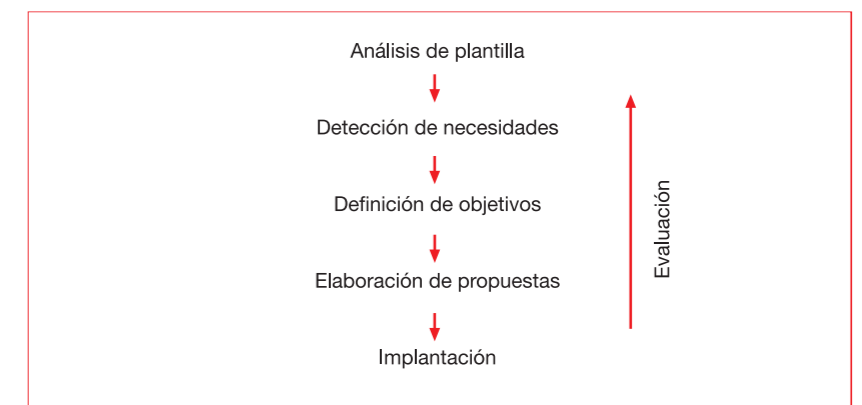 Análisis de plantilla
Detección de necesidades
Definición de objetivos
Elaboración de propuestas
Implantación
Evaluación